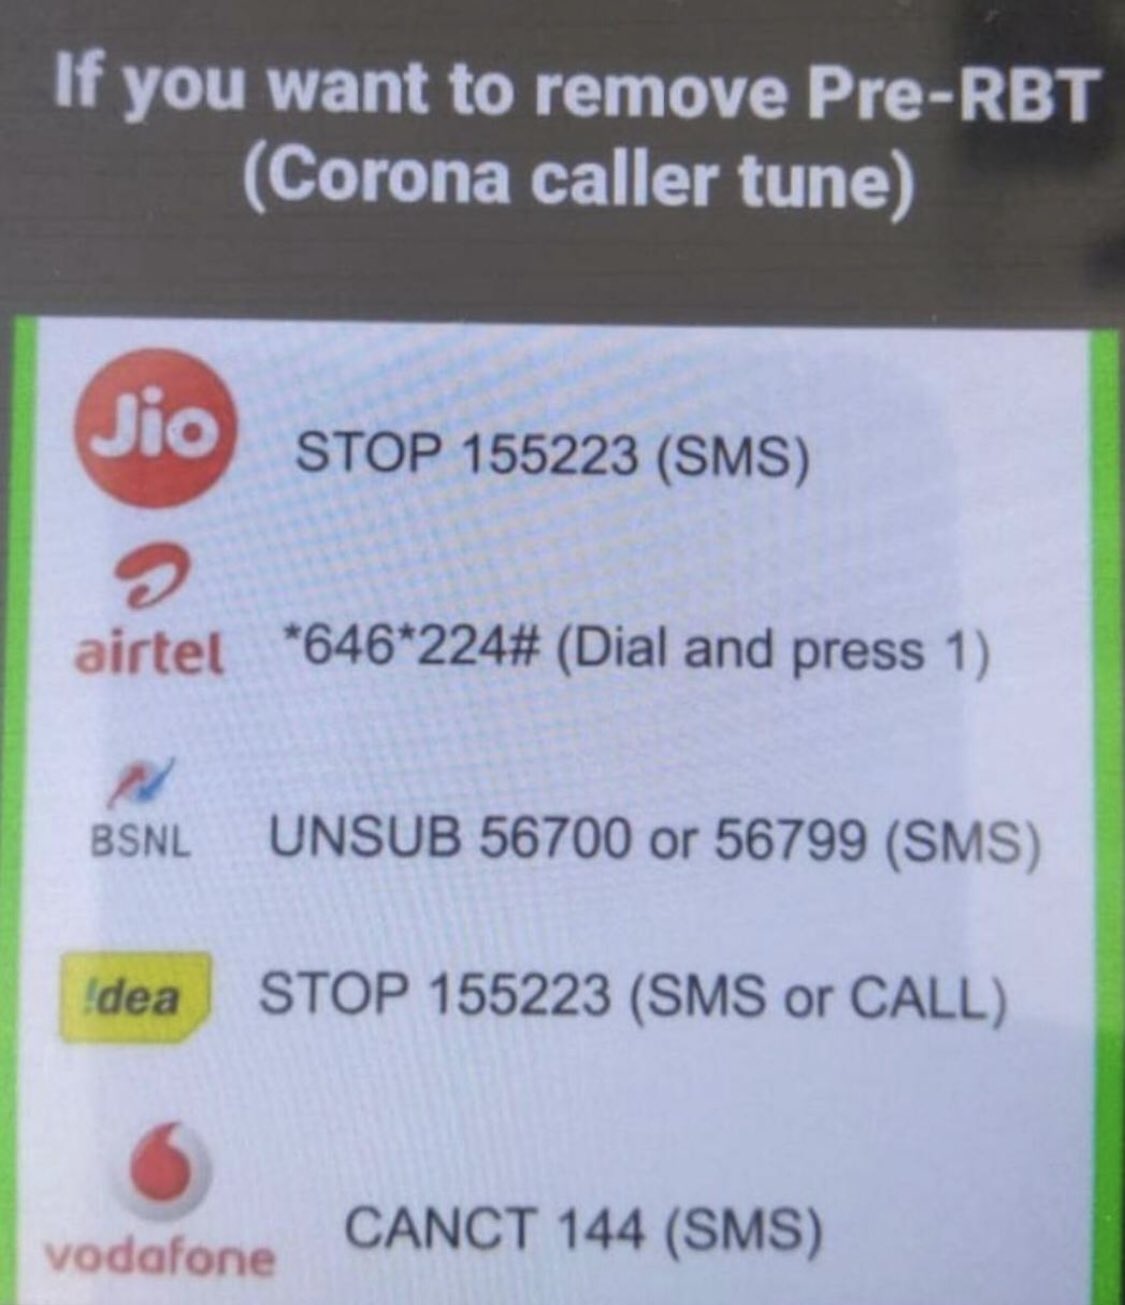 If you want to remove Pre-RBT
(Corona caller tune)
Jio
STOP 155223 (SMS)
airtel
*646*224# (Dial and press 1)
BSNL
UNSUB 56700 or 56799 (SMS)
!dea
STOP 155223 (SMS or CALL)
vodafone
CANCT 144 (SMS)